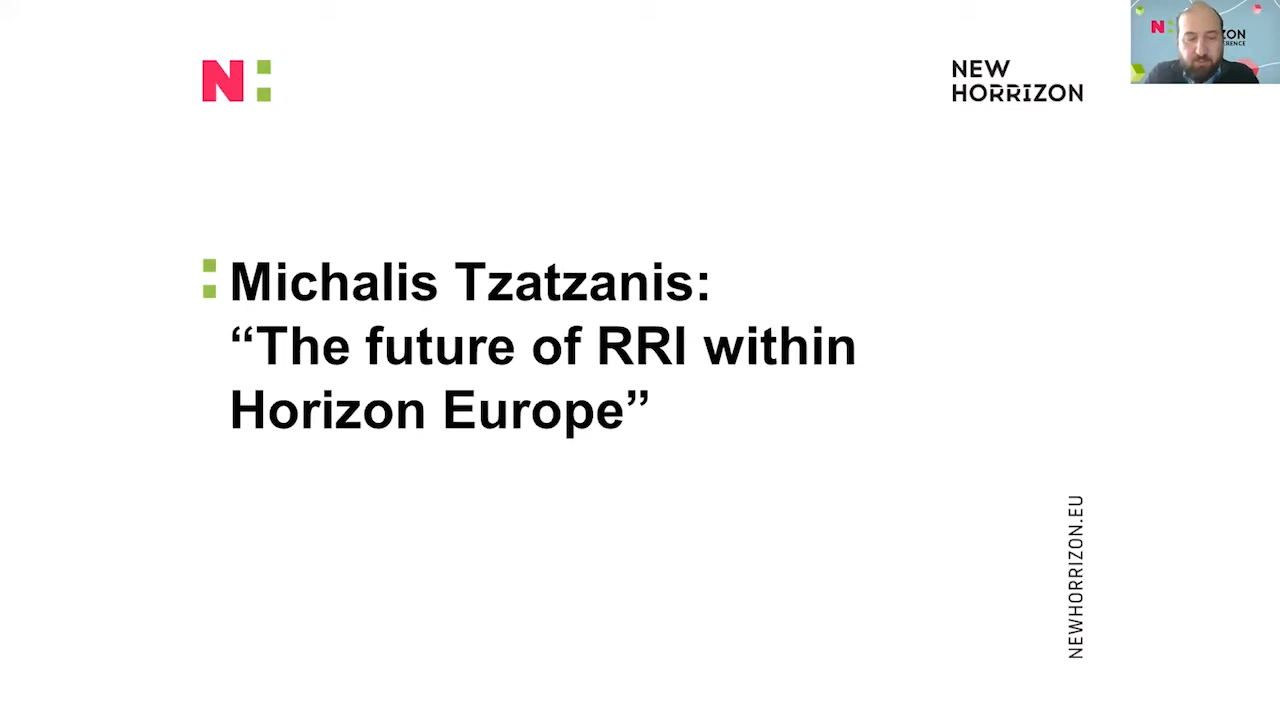 N:
NEW
HORRIZON
Michalis Tzatzanis:
“The future of RRI within
Horizon Europe”
NEWHORRIZON.EU